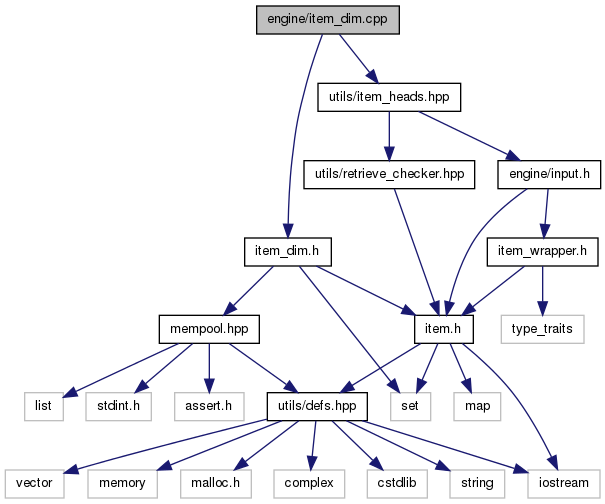 engine/item_dim.cpp
utils/item_heads.hpp
utils/retrieve_checker.hpp
engine/input.h
item_dim.h
item_wrapper.h
mempool.hpp
item.h
type_traits
list
stdint.h
assert.h
utils/defs.hpp
set
map
vector
memory
malloc.h
complex
cstdlib
string
iostream